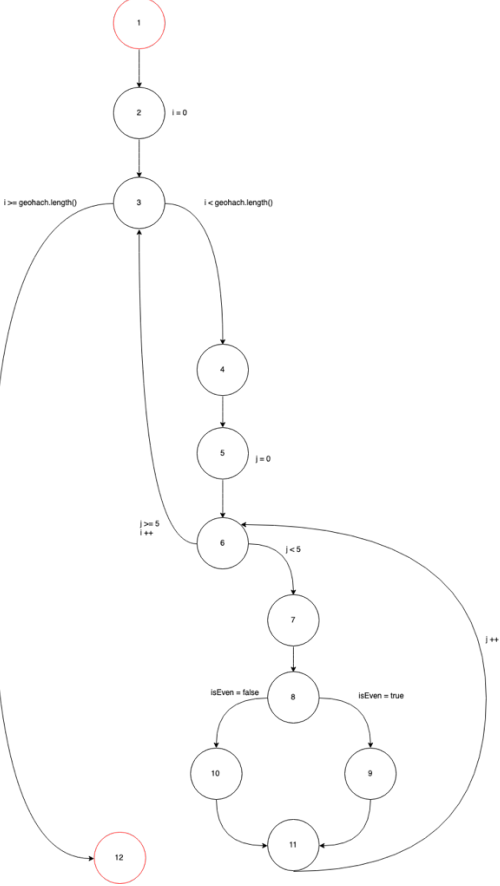 1
2
i = 0
i >= geohach.length()
3
i < geohach.length()
4
5
j = 0
j >= 5
i ++
6
j < 5
7
j ++
isEven = false
8
isEven = true
10
9
11
12